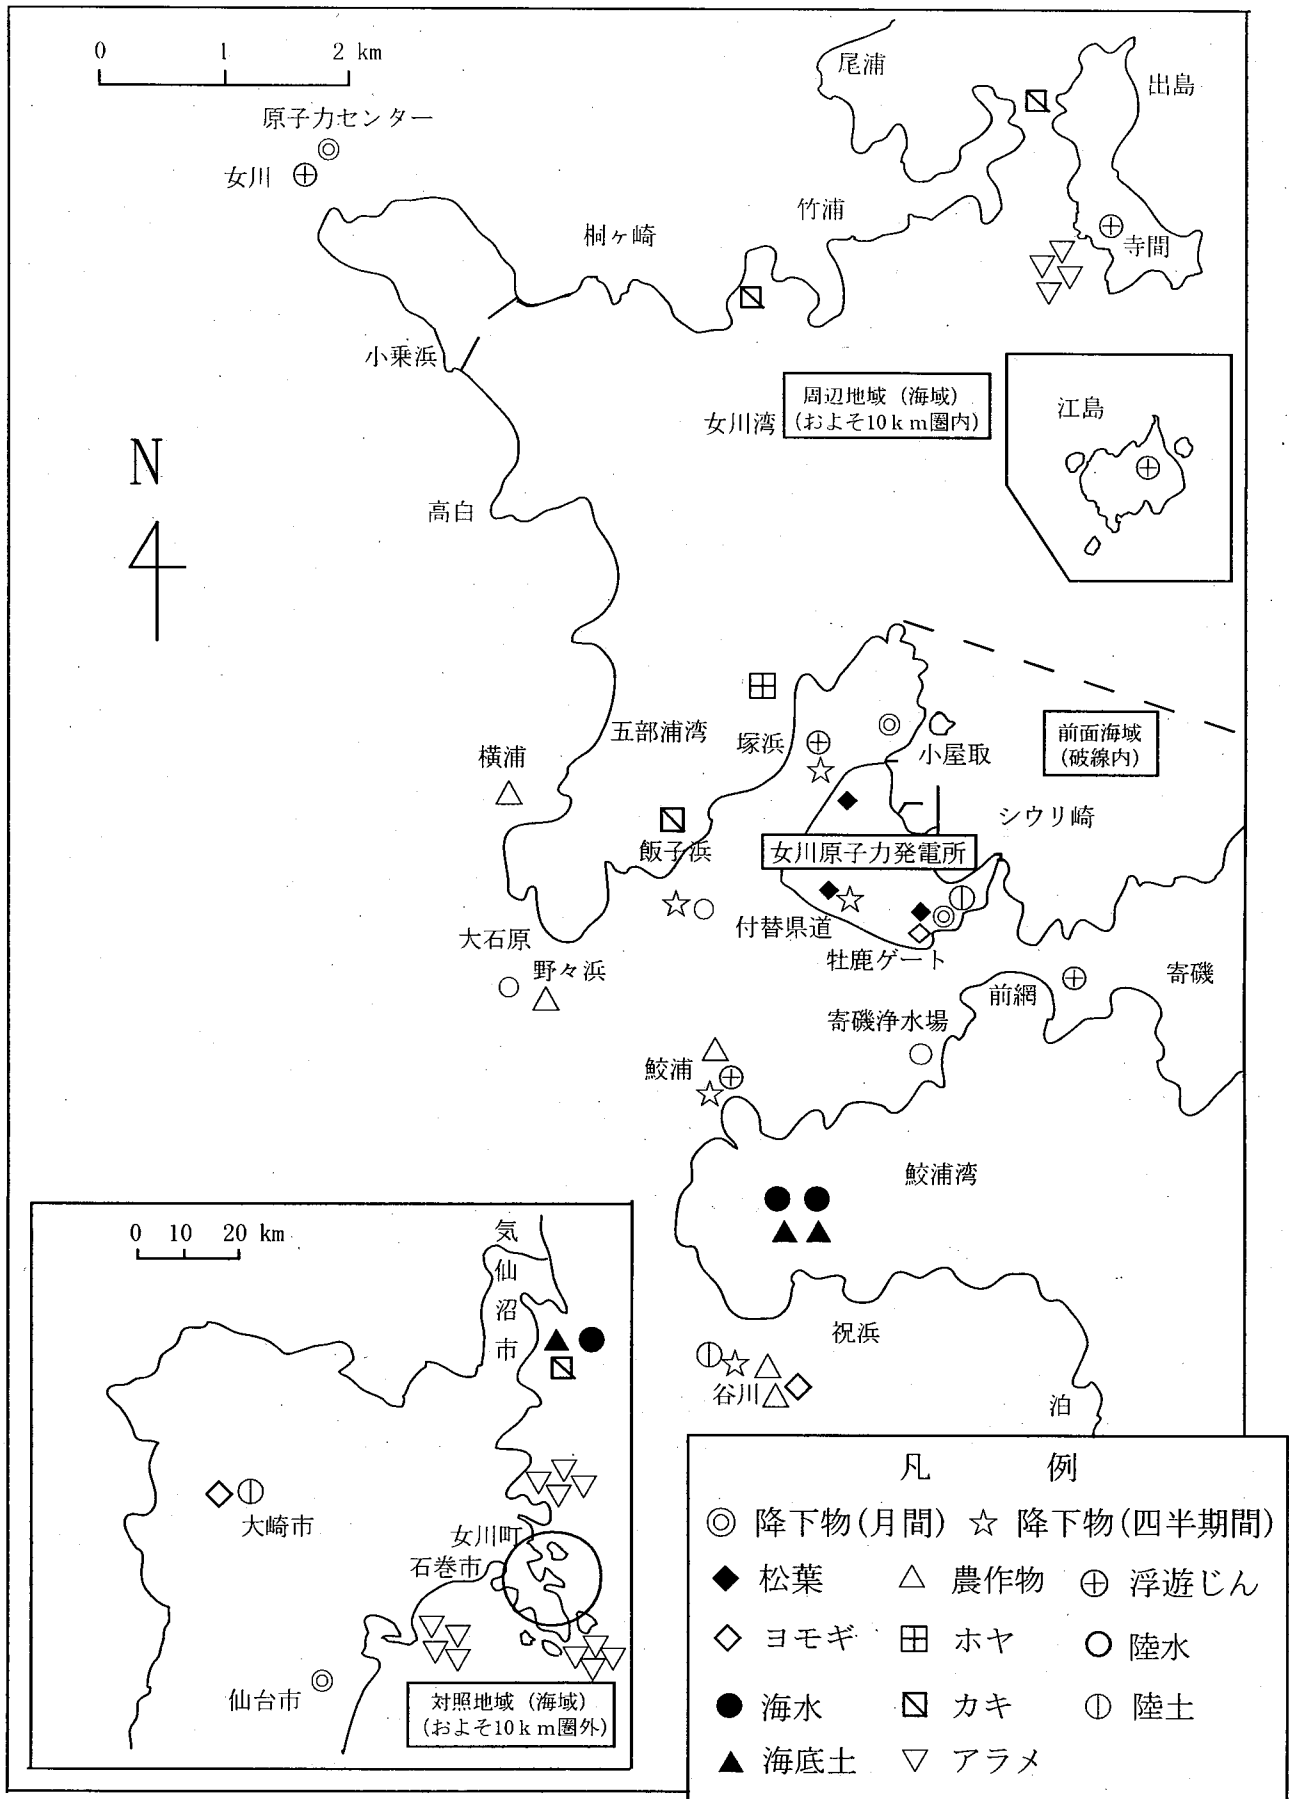 0 1 2 km
尾浦
出島
原子力センター
女川
竹浦
桐ヶ崎
寺間
小乗浜
周辺地域（海域）
（およそ10ｋｍ圏内）
女川湾
江島
N
高白
五部浦湾
塚浜
小屋取
前面海域
（破線内）
横浦
シウリ崎
飯子浜
女川原子力発電所
付替県道
大石原
野々浜
牡鹿ゲート
寄磯
前網
寄磯浄水場
鮫浦
鮫浦湾
祝浜
谷川
泊
0 10 20 km
気仙沼市
大崎市
女川町
石巻市
仙台市
対照地域（海域）
（およそ10ｋｍ圏外）
凡 例
◎ 降下物(月間) ☆ 降下物(四半期間)
◆ 松葉 △ 農作物 ⊕ 浮遊じん
◇ ヨモギ ⊞ ホヤ ○ 陸水
● 海水 ⧅ カキ ⦶ 陸土
▲ 海底土 ▽ アラメ